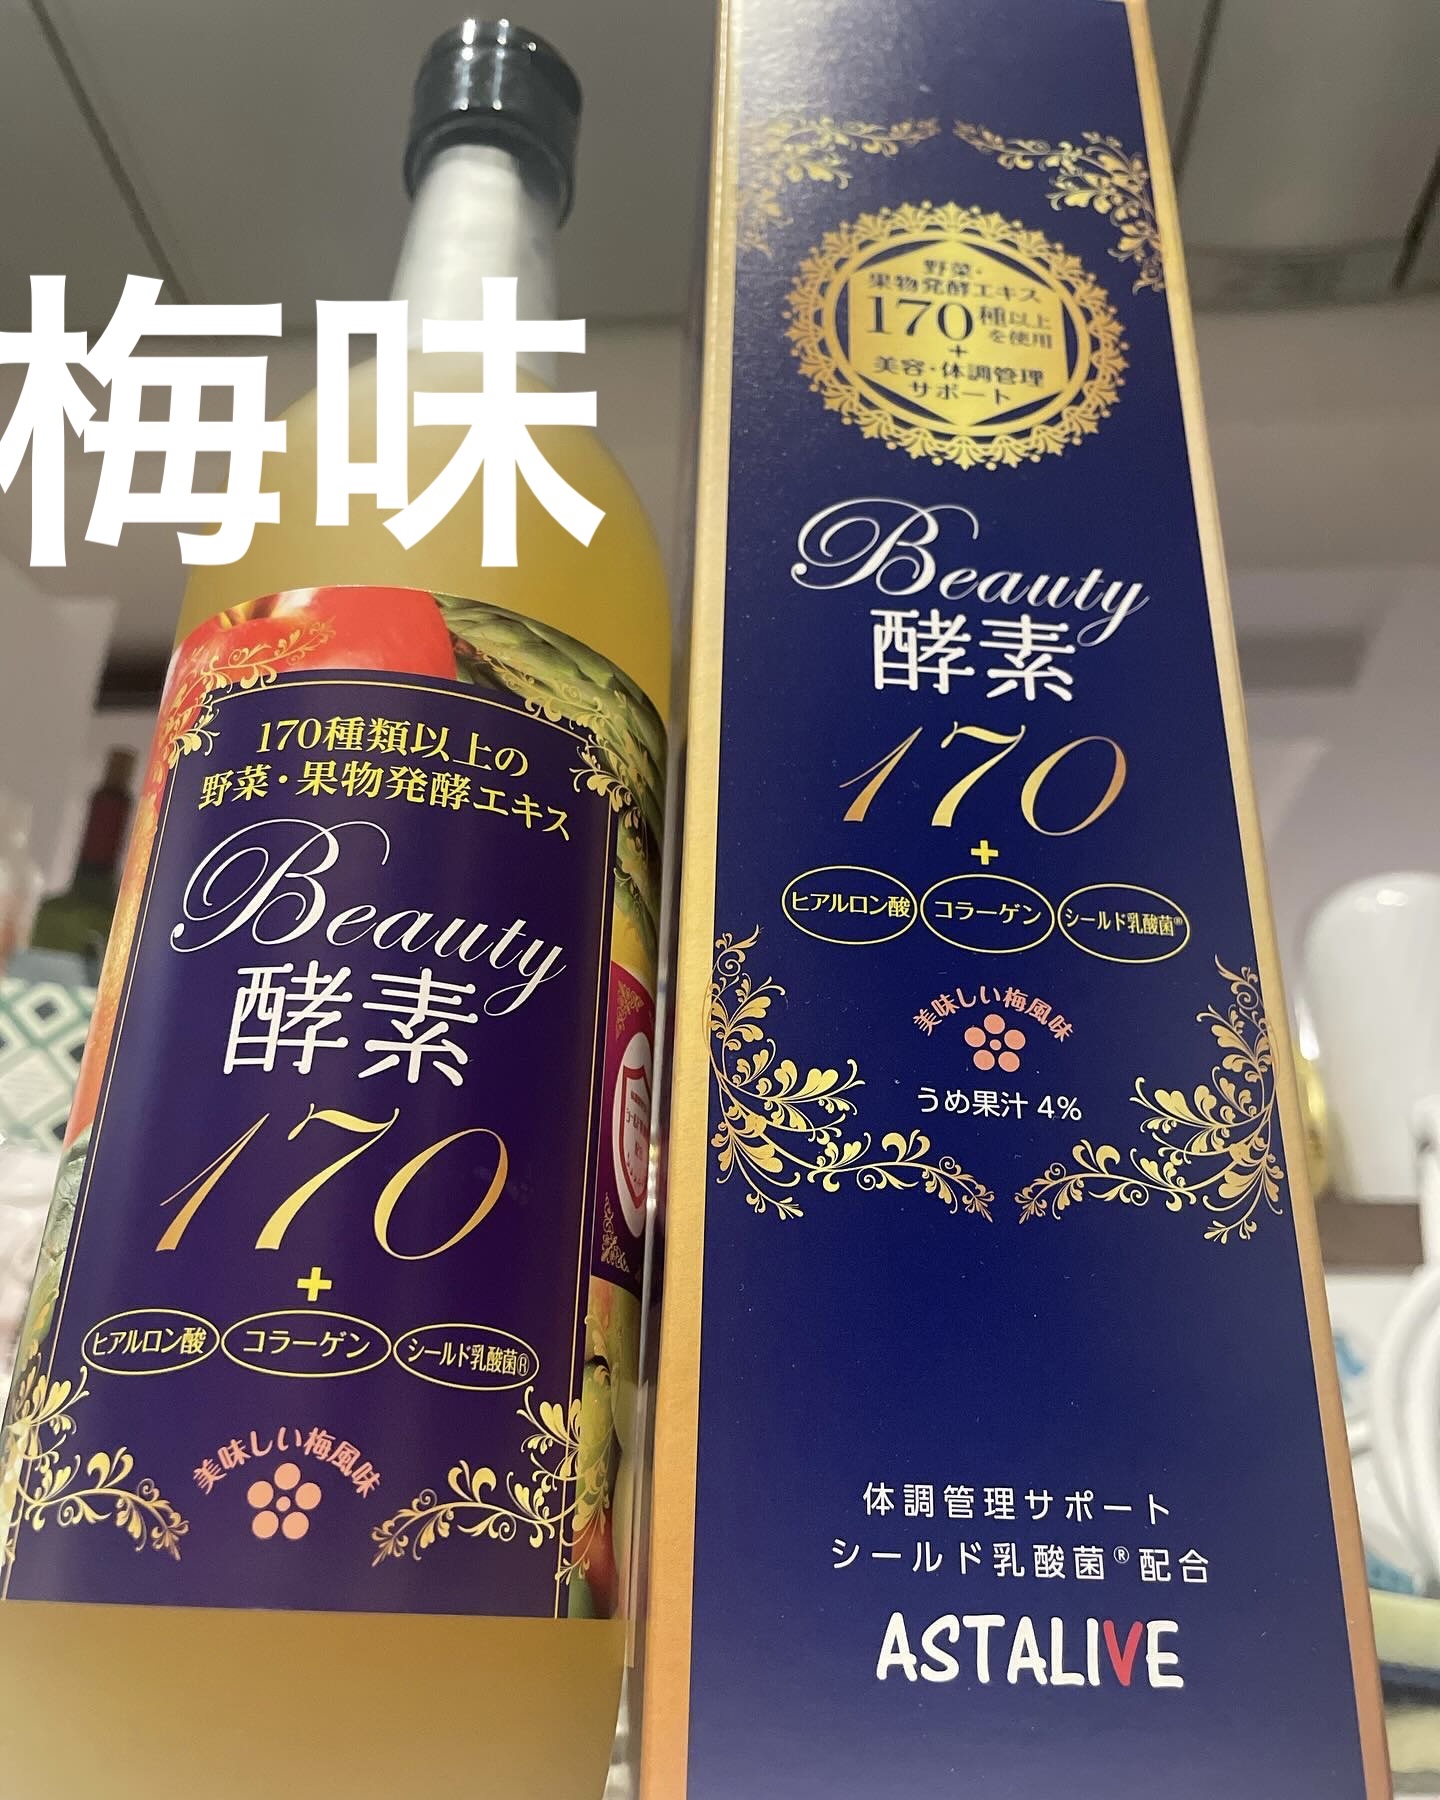 梅味
170種類以上の
野菜・果物発酵エキス
Beauty
酵素
170
+
ヒアルロン酸 コラーゲン シールド乳酸菌®
美味しい梅風味
野菜・
果物発酵エキス
170種以上
を使用
+
美容・体調管理
サポート
Beauty
酵素
170
+
ヒアルロン酸 コラーゲン シールド乳酸菌®
美味しい梅風味
うめ果汁 4%
体調管理サポート
シールド乳酸菌®配合
ASTALIVE